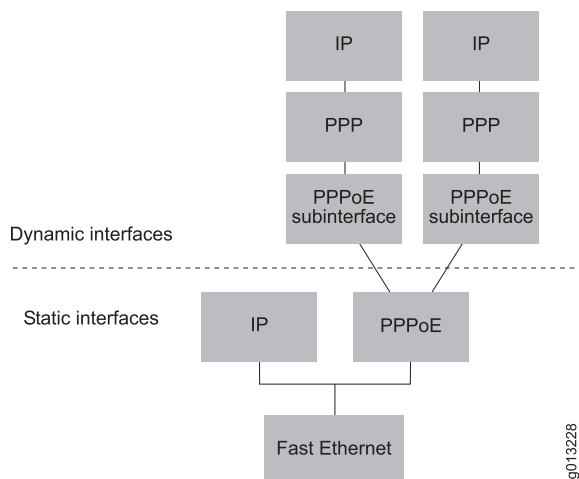 IP
IP
PPP
PPP
PPPoE
subinterface
PPPoE
subinterface
Dynamic interfaces
Static interfaces
IP
PPPoE
Fast Ethernet
g013228